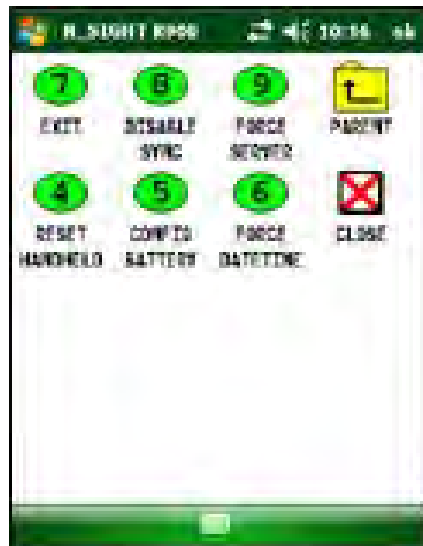 N_SIGHT R900 10:16 ok
7 8 9
EXIT DISABLE FORCE PARENT
SYNC SERVER
4 5 6
RESET CONFIG FORCE CLOSE
HANDHELD BATTERY DATETIME